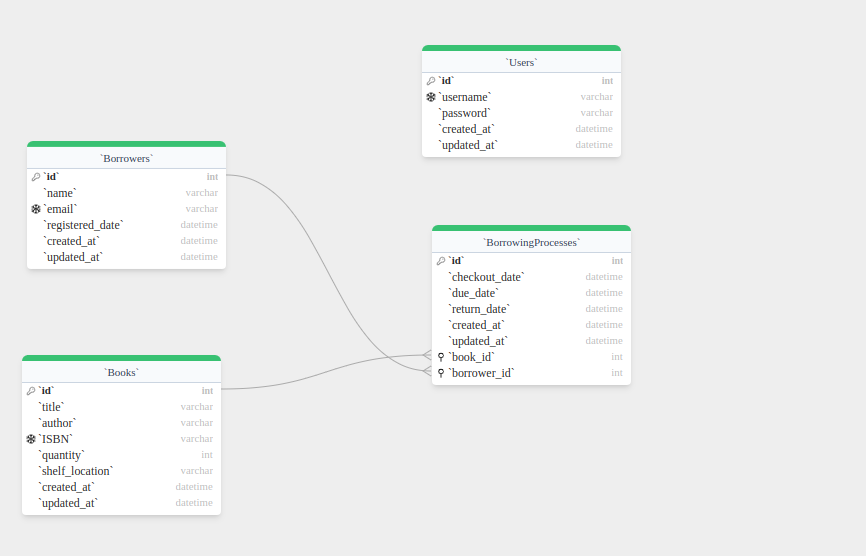 `Users`
`id` int
`username` varchar
`password` varchar
`created_at` datetime
`updated_at` datetime
`Borrowers`
`id` int
`name` varchar
`email` varchar
`registered_date` datetime
`created_at` datetime
`updated_at` datetime
`BorrowingProcesses`
`id` int
`checkout_date` datetime
`due_date` datetime
`return_date` datetime
`created_at` datetime
`updated_at` datetime
`book_id` int
`borrower_id` int
`Books`
`id` int
`title` varchar
`author` varchar
`ISBN` varchar
`quantity` int
`shelf_location` varchar
`created_at` datetime
`updated_at` datetime